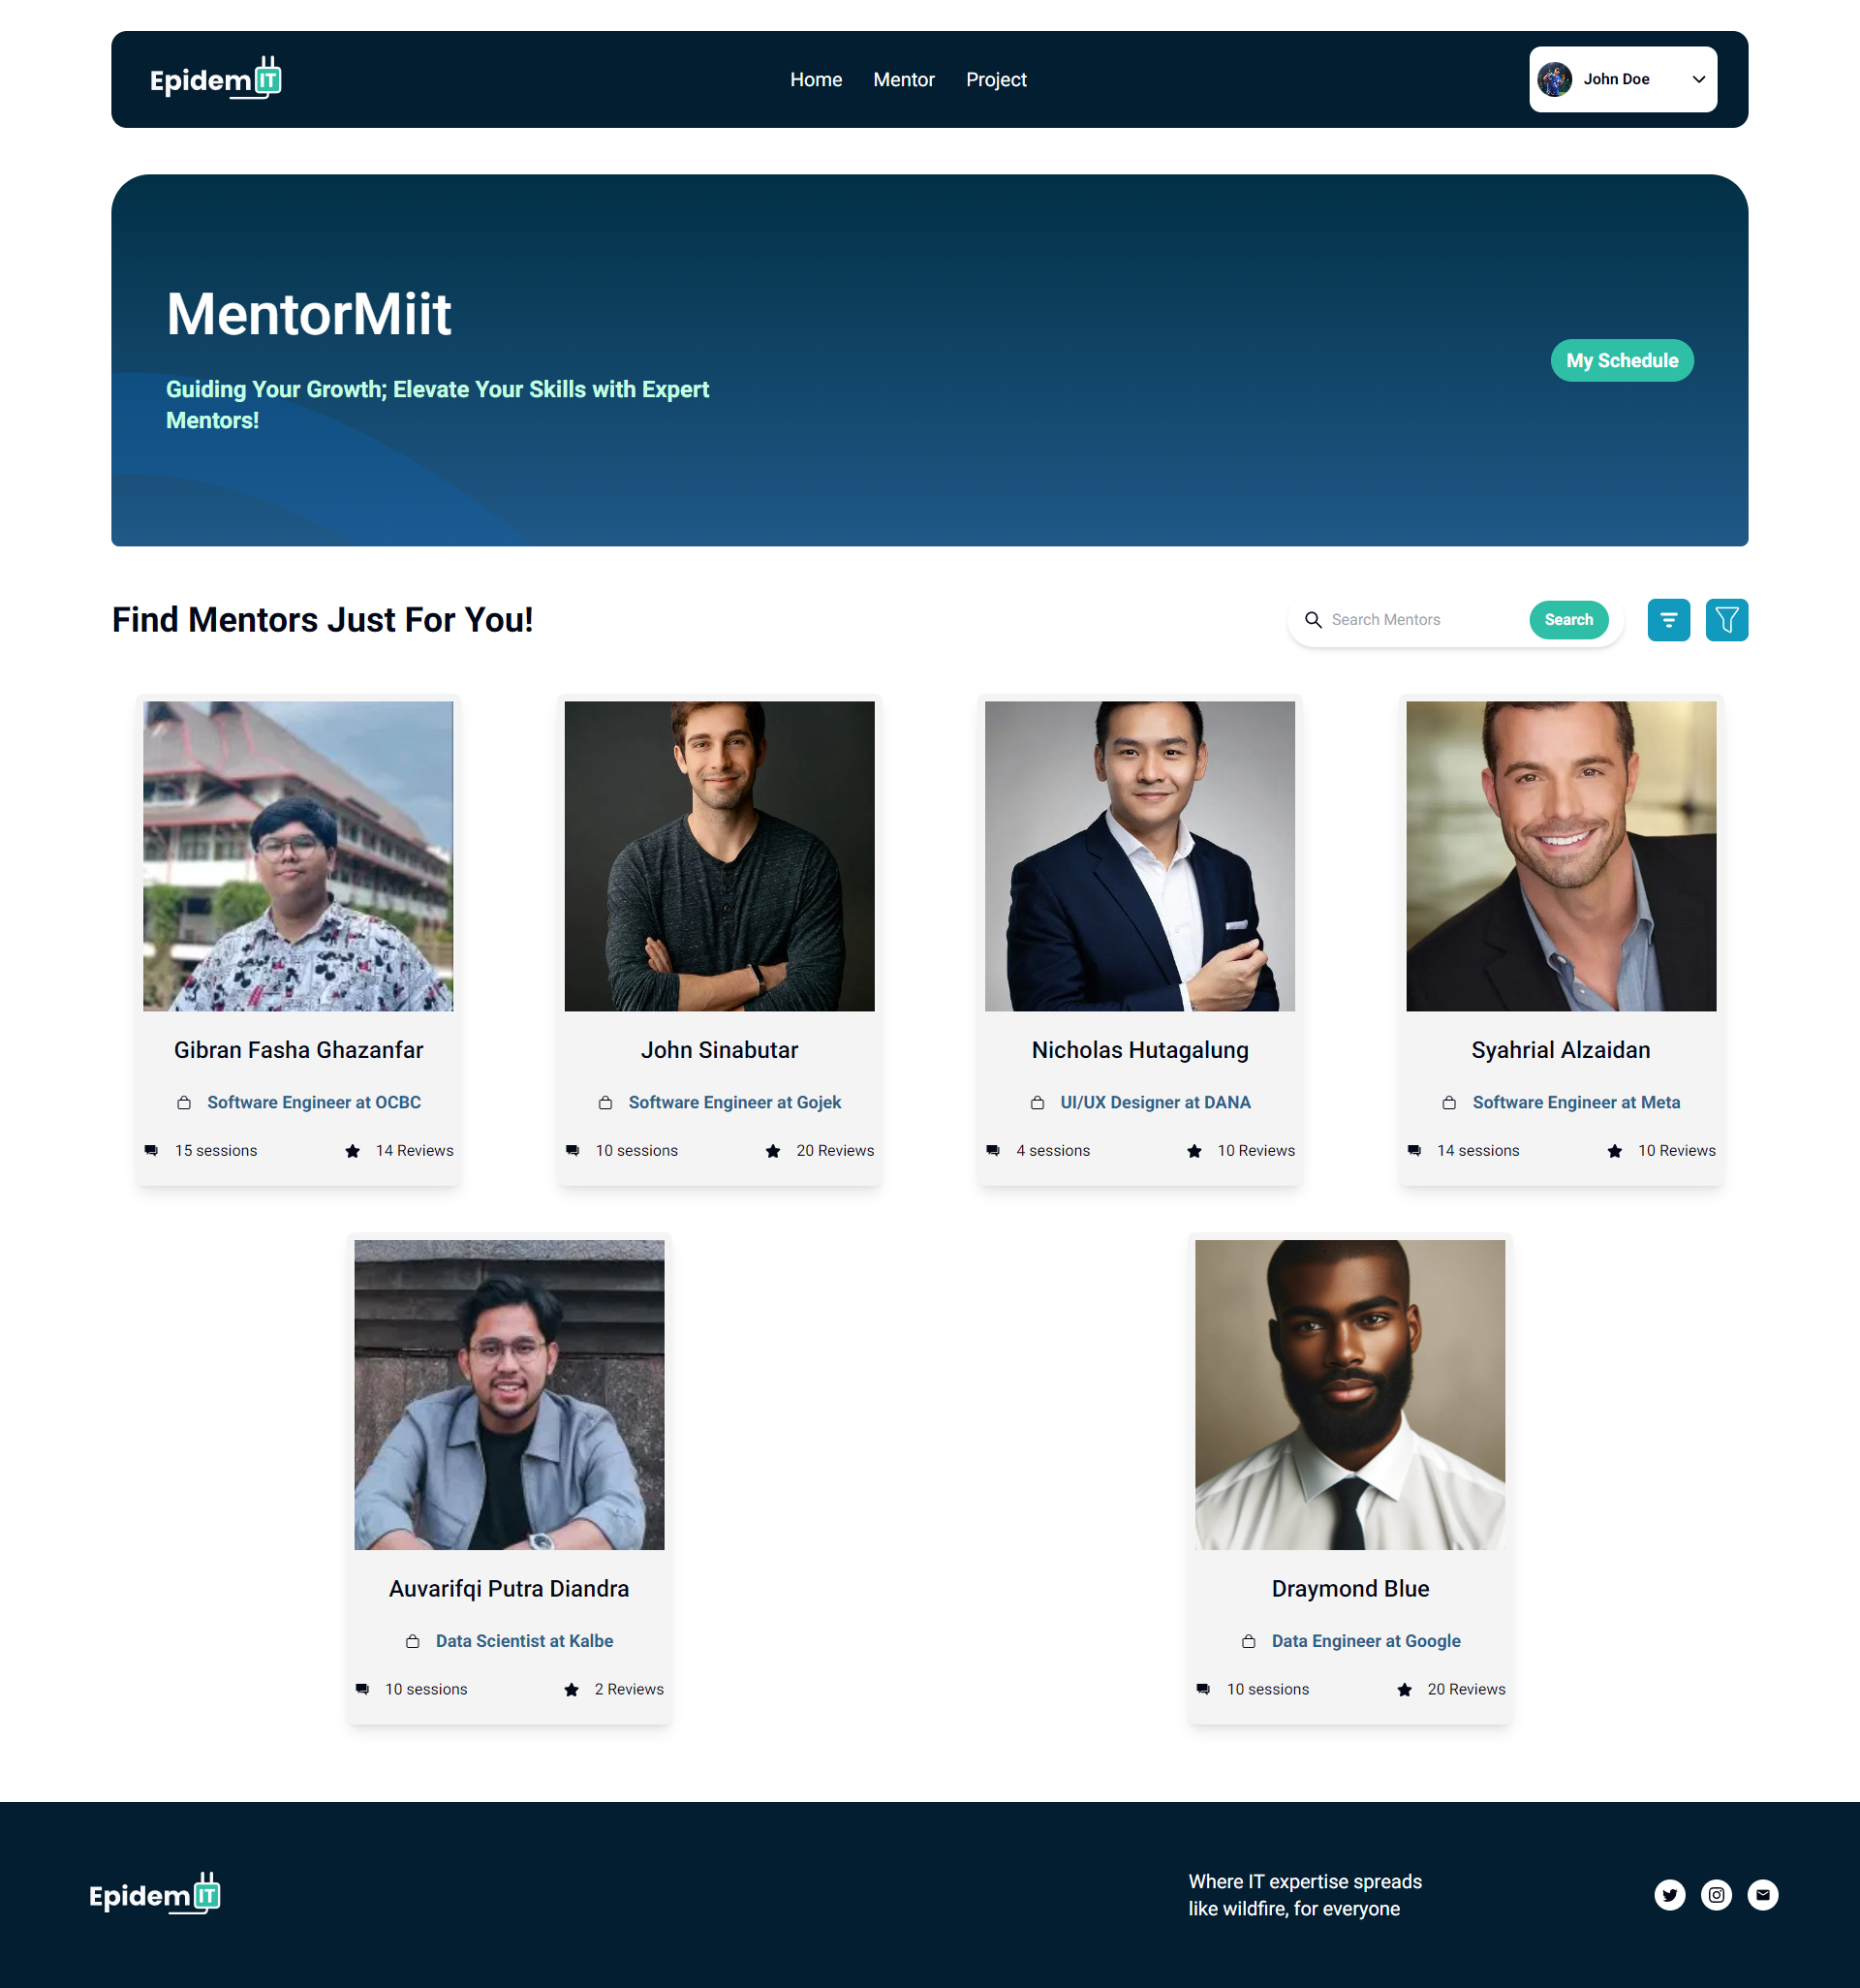 Epidem IT
Home
Mentor
Project
John Doe
MentorMiit
Guiding Your Growth; Elevate Your Skills with Expert
Mentors!
My Schedule
Find Mentors Just For You!
Search Mentors
Search
Gibran Fasha Ghazanfar
Software Engineer at OCBC
15 sessions
14 Reviews
John Sinabutar
Software Engineer at Gojek
10 sessions
20 Reviews
Nicholas Hutagalung
UI/UX Designer at DANA
4 sessions
10 Reviews
Syahrial Alzaidan
Software Engineer at Meta
14 sessions
10 Reviews
Auvarifqi Putra Diandra
Data Scientist at Kalbe
10 sessions
2 Reviews
Draymond Blue
Data Engineer at Google
10 sessions
20 Reviews
Epidem IT
Where IT expertise spreads
like wildfire, for everyone